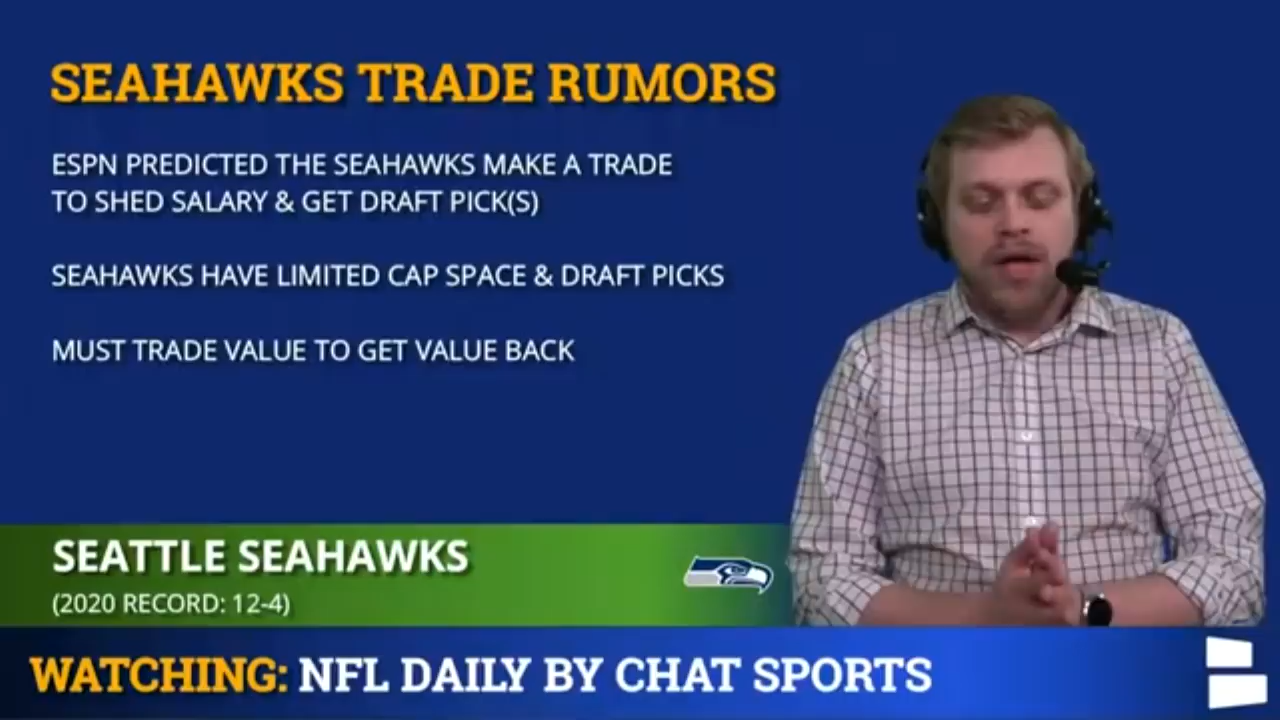 SEAHAWKS TRADE RUMORS
ESPN PREDICTED THE SEAHAWKS MAKE A TRADE
TO SHED SALARY & GET DRAFT PICK(S)
SEAHAWKS HAVE LIMITED CAP SPACE & DRAFT PICKS
MUST TRADE VALUE TO GET VALUE BACK
SEATTLE SEAHAWKS
(2020 RECORD: 12-4)
WATCHING: NFL DAILY BY CHAT SPORTS